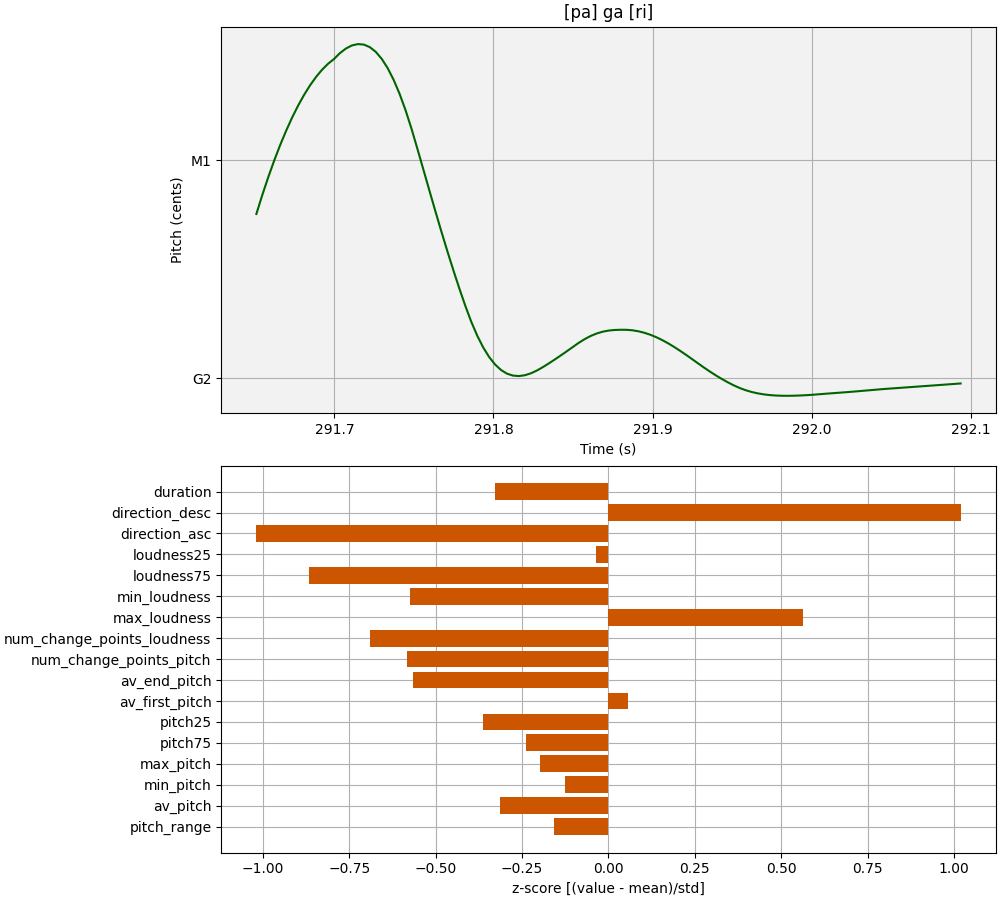 [pa] ga [ri]
M1
G2
Pitch (cents)
291.7 291.8 291.9 292.0 292.1
Time (s)
duration
direction_desc
direction_asc
loudness25
loudness75
min_loudness
max_loudness
num_change_points_loudness
num_change_points_pitch
av_end_pitch
av_first_pitch
pitch25
pitch75
max_pitch
min_pitch
av_pitch
pitch_range
−1.00 −0.75 −0.50 −0.25 0.00 0.25 0.50 0.75 1.00
z-score [(value - mean)/std]